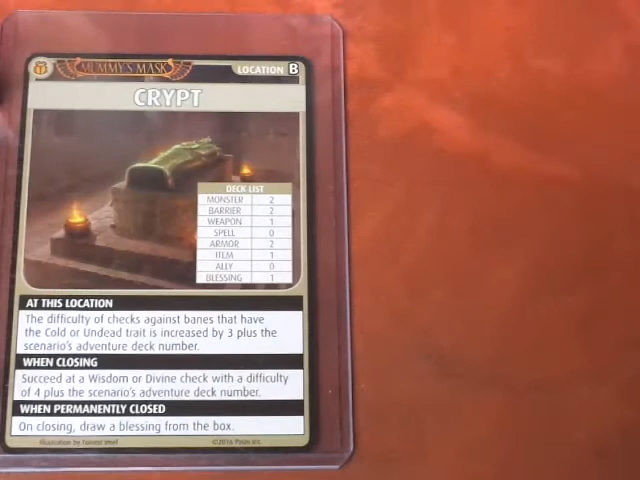 MUMMY'S MASK
LOCATION B
CRYPT
DECK LIST
MONSTER 2
BARRIER 2
WEAPON 1
SPELL 0
ARMOR 2
ITEM 1
ALLY 0
BLESSING 1
AT THIS LOCATION
The difficulty of checks against banes that have
the Cold or Undead trait is increased by 3 plus the
scenario's adventure deck number.
WHEN CLOSING
Succeed at a Wisdom or Divine check with a difficulty
of 4 plus the scenario's adventure deck number.
WHEN PERMANENTLY CLOSED
On closing, draw a blessing from the box.
Illustration by Forrest Imel
©2016 Paizo Inc.